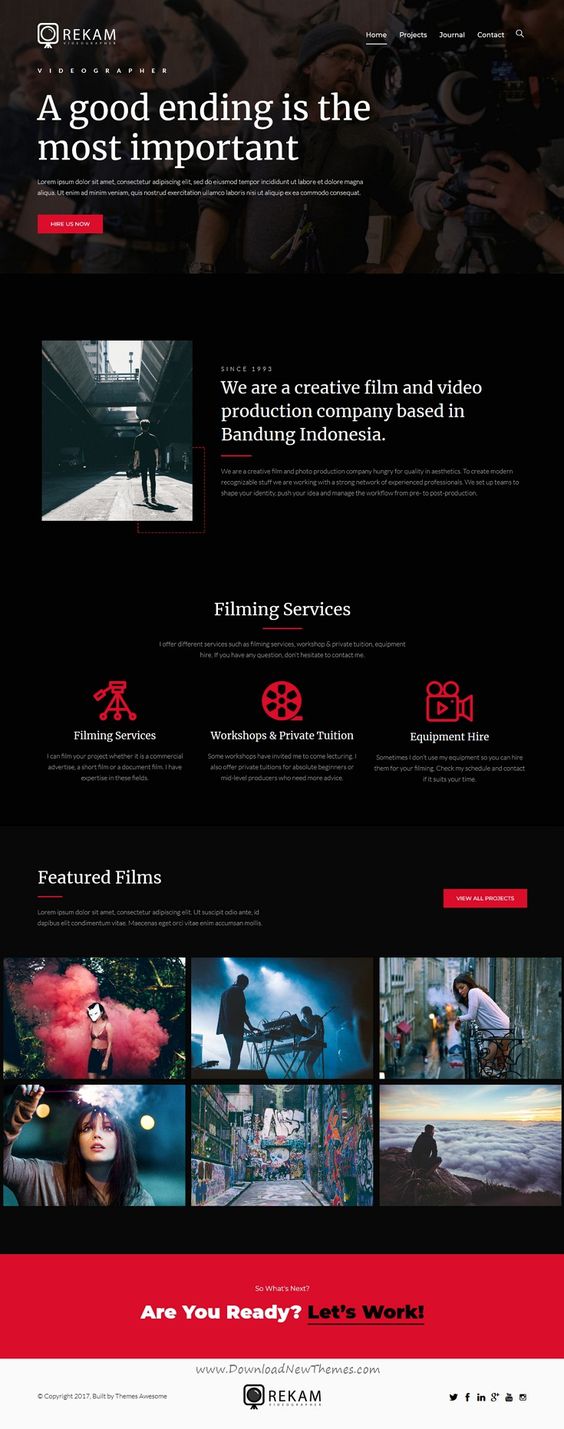 REKAM
VIDEOGRAPHER
Home Projects Journal Contact
VIDEOGRAPHER
A good ending is the
most important
Lorem ipsum dolor sit amet, consectetur adipiscing elit, sed do eiusmod tempor incididunt ut labore et dolore magna
aliqua. Ut enim ad minim veniam, quis nostrud exercitation ullamco laboris nisi ut aliquip ex ea commodo consequat.
HIRE US NOW
SINCE 1993
We are a creative film and video
production company based in
Bandung Indonesia.
We are a creative film and photo production company hungry for quality in aesthetics. To create modern
recognizable stuff we are working with a strong network of experienced professionals. We set up teams to
shape your identity, push your idea and manage the workflow from pre- to post-production.
Filming Services
I offer different services such as filming services, workshop & private tuition, equipment
hire. If you have any question, don't hesitate to contact me.
Filming Services
I can film your project whether it is a commercial
advertise, a short film or a document film. I have
expertise in these fields.
Workshops & Private Tuition
Some workshops have invited me to come lecturing. I
also offer private tuitions for absolute beginners or
mid-level producers who need more advice.
Equipment Hire
Sometimes I don't use my equipment so you can hire
them for your filming. Check my schedule and contact
if it suits your time.
Featured Films
Lorem ipsum dolor sit amet, consectetur adipiscing elit. Ut suscipit odio ante, id
dapibus elit condimentum vitae. Maecenas eget orci vitae enim accumsan mollis.
VIEW ALL PROJECTS
So What's Next?
Are You Ready? Let's Work!
www.DownloadNewThemes.com
© Copyright 2017, Built by Themes Awesome
REKAM
VIDEOGRAPHER